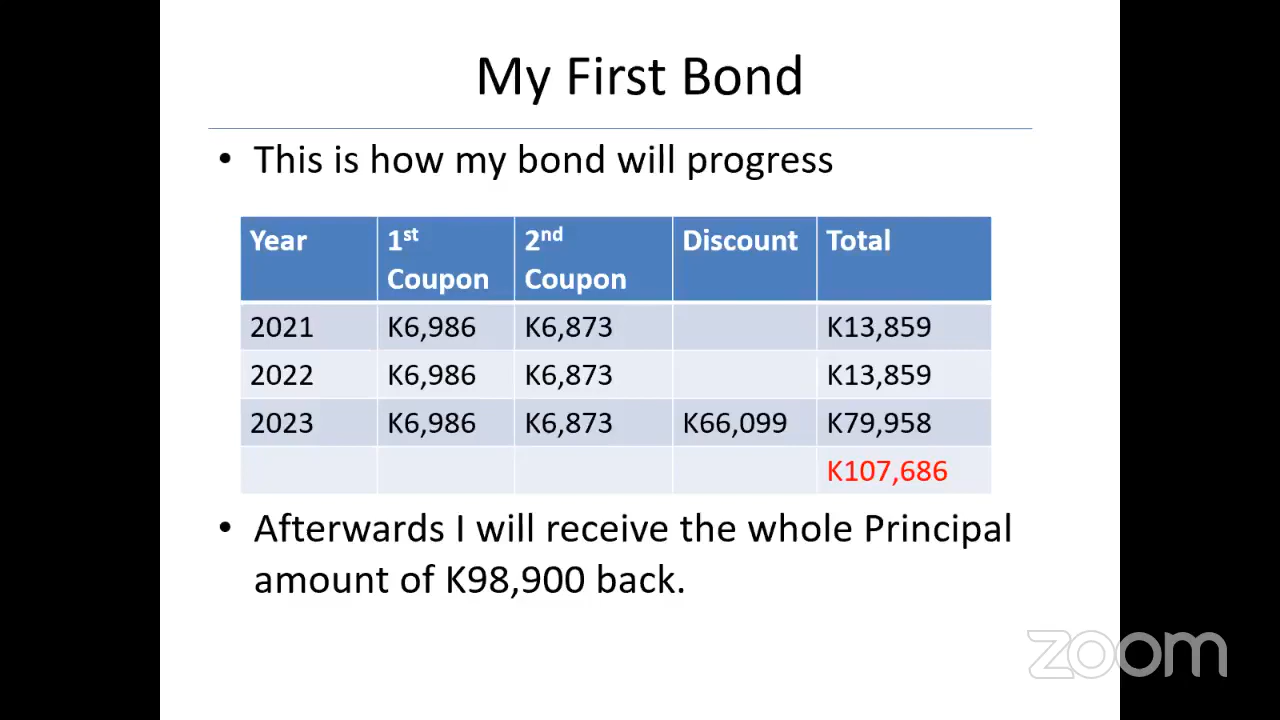 My First Bond
• This is how my bond will progress
Year 1st Coupon 2nd Coupon Discount Total
2021 K6,986 K6,873 K13,859
2022 K6,986 K6,873 K13,859
2023 K6,986 K6,873 K66,099 K79,958
K107,686
• Afterwards I will receive the whole Principal
amount of K98,900 back.
zoom